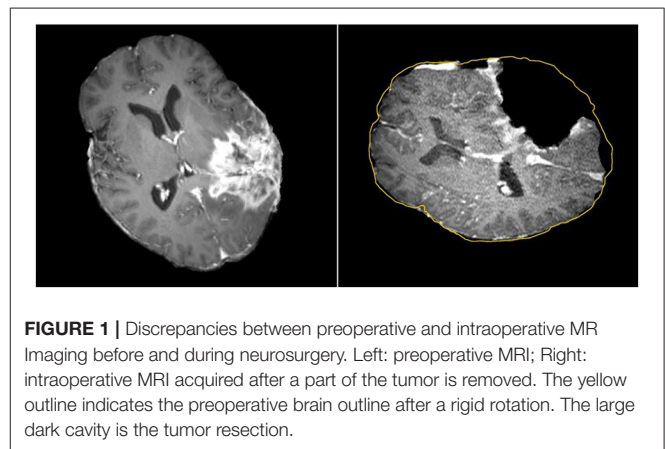 FIGURE 1 | Discrepancies between preoperative and intraoperative MR
Imaging before and during neurosurgery. Left: preoperative MRI; Right:
intraoperative MRI acquired after a part of the tumor is removed. The yellow
outline indicates the preoperative brain outline after a rigid rotation. The large
dark cavity is the tumor resection.